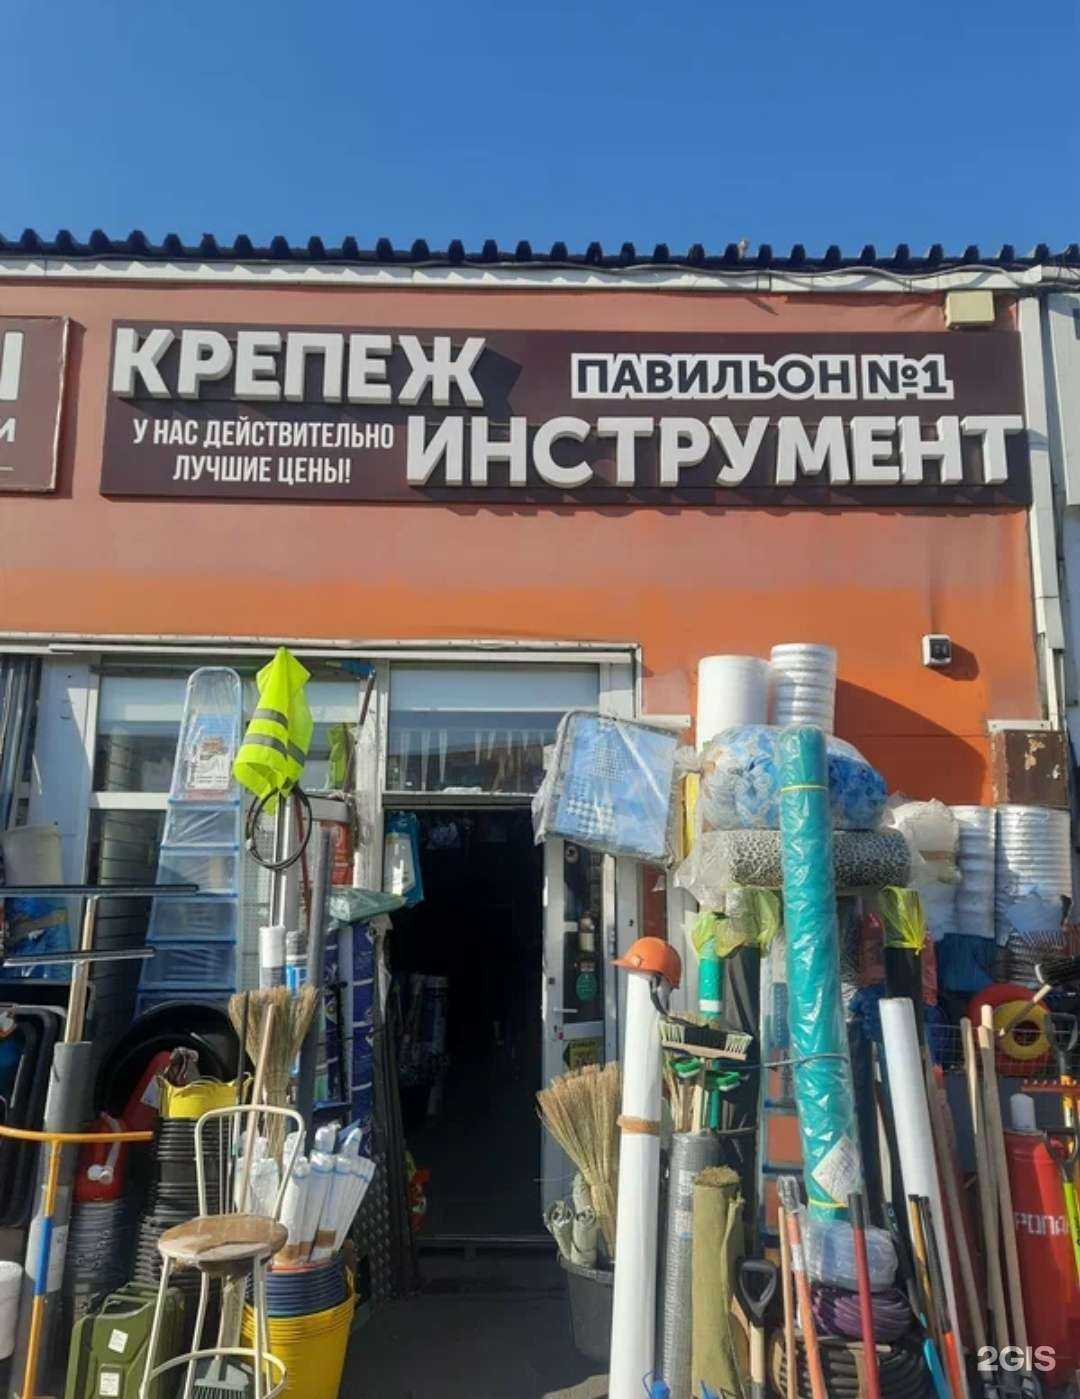 КРЕПЕЖ
ПАВИЛЬОН №1
У НАС ДЕЙСТВИТЕЛЬНО
ЛУЧШИЕ ЦЕНЫ!
ИНСТРУМЕНТ
2GIS